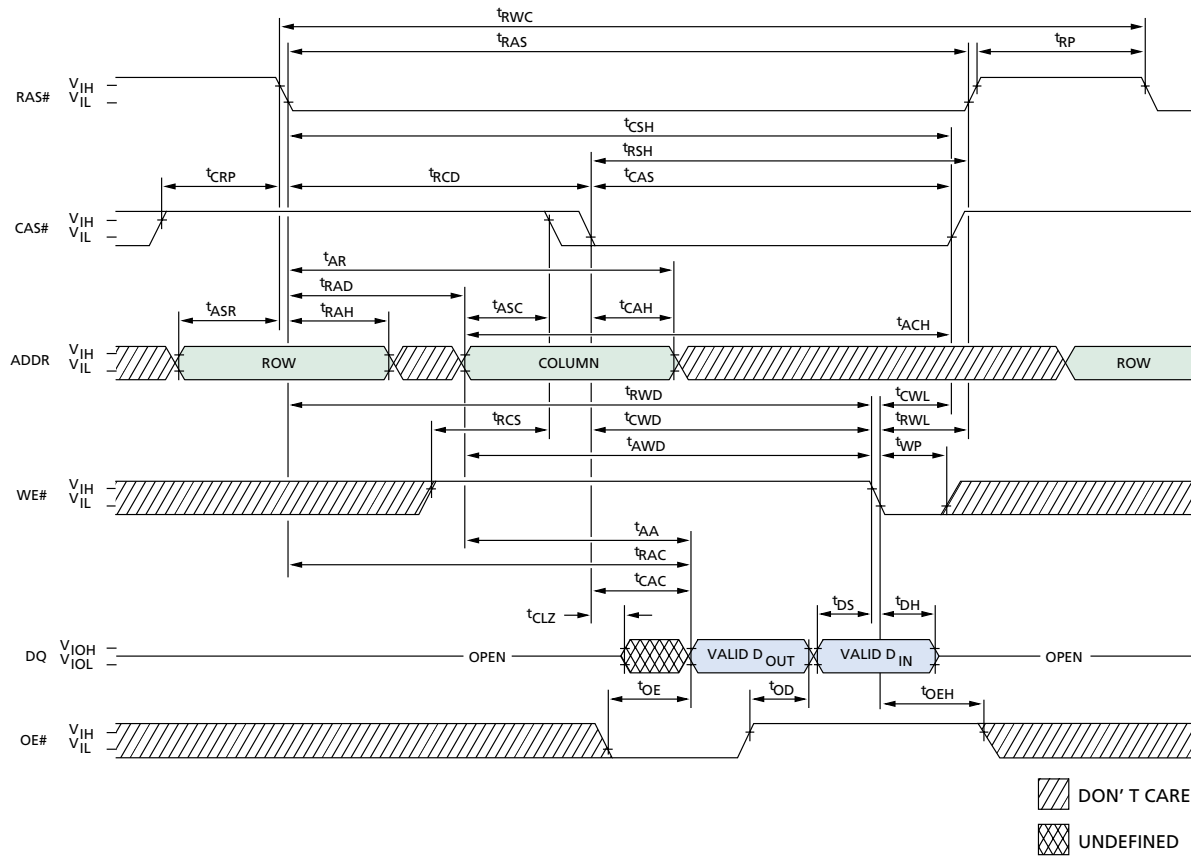 tRWC
tRAS
tRP
RAS#
VIH
VIL
tCSH
tRSH
tCRP
tRCD
tCAS
CAS#
VIH
VIL
tAR
tRAD
tASR
tRAH
tASC
tCAH
tACH
ADDR
VIH
VIL
ROW
COLUMN
ROW
tRWD
tCWL
tRCS
tCWD
tRWL
tAWD
tWP
WE#
VIH
VIL
tAA
tRAC
tCAC
tCLZ
tDS
tDH
DQ
VIOH
VIOL
OPEN
VALID DOUT
VALID DIN
OPEN
tOE
tOD
tOEH
OE#
VIH
VIL
DON' T CARE
UNDEFINED